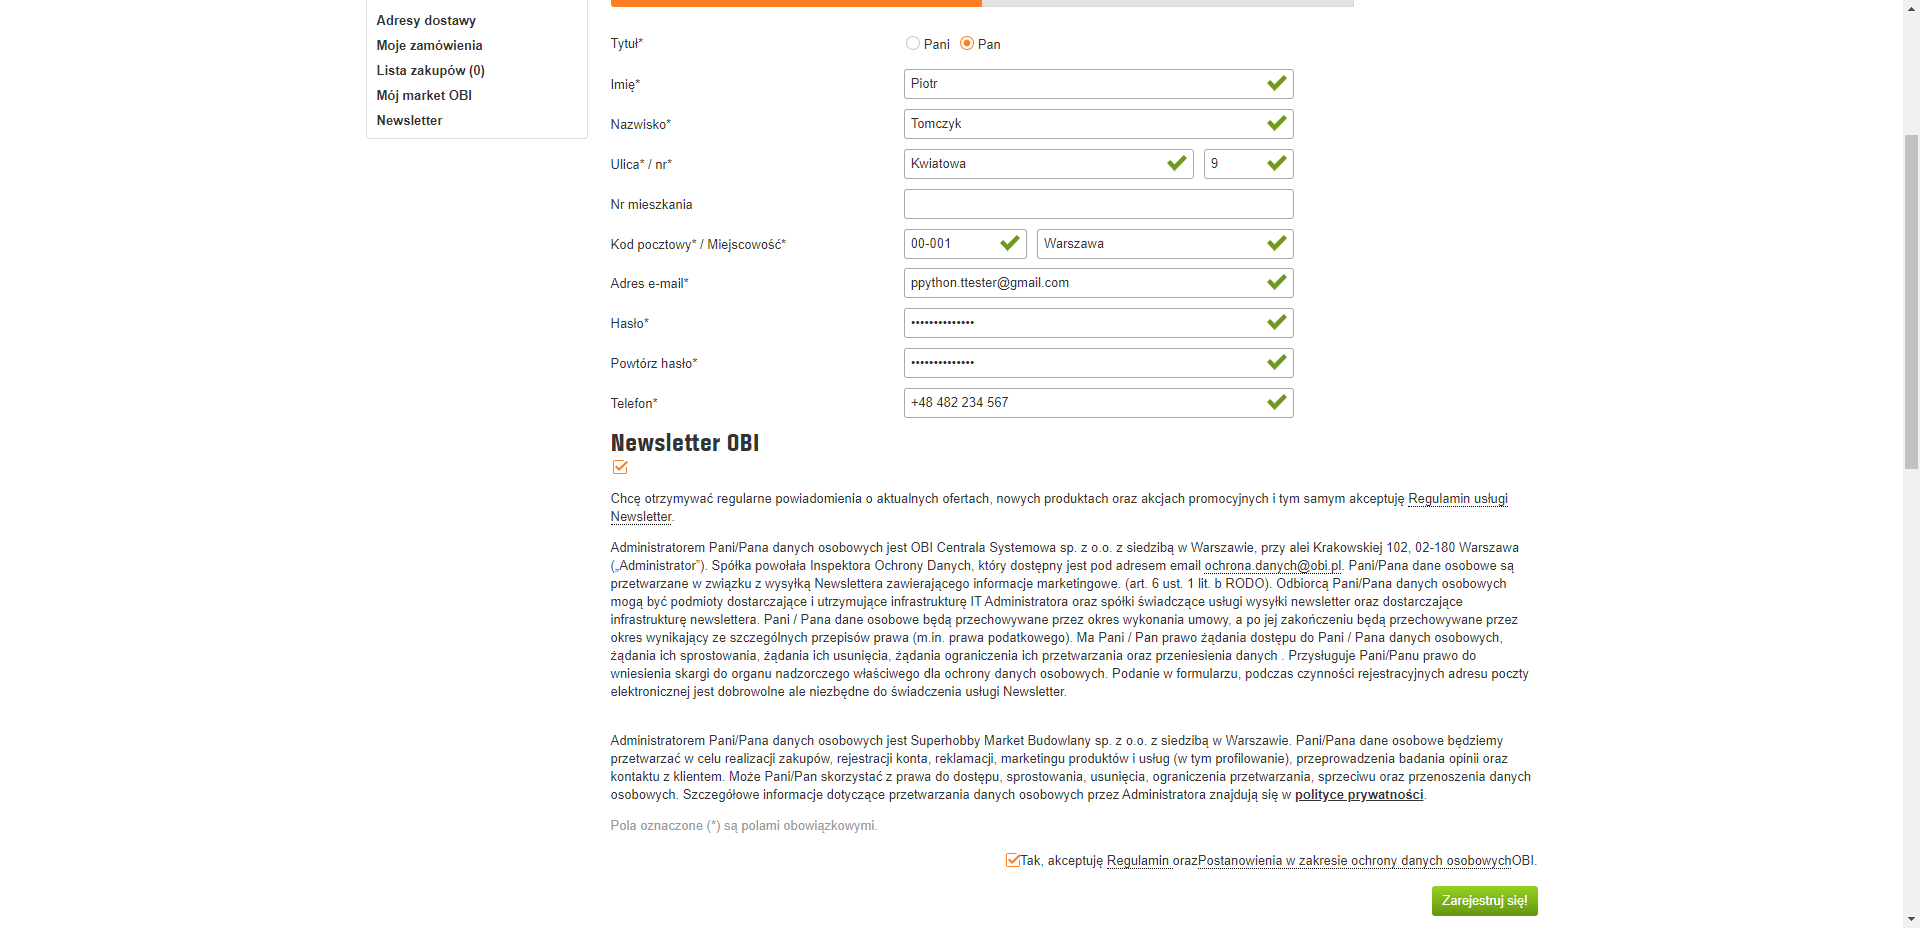 Adresy dostawy
Moje zamówienia
Lista zakupów (0)
Mój market OBI
Newsletter
Tytuł* Pani Pan
Imię* Piotr
Nazwisko* Tomczyk
Ulica* / nr* Kwiatowa 9
Nr mieszkania
Kod pocztowy* / Miejscowość* 00-001 Warszawa
Adres e-mail* ppython.ttester@gmail.com
Hasło* ••••••••••••••
Powtórz hasło* ••••••••••••••
Telefon* +48 482 234 567
Newsletter OBI
Chcę otrzymywać regularne powiadomienia o aktualnych ofertach, nowych produktach oraz akcjach promocyjnych i tym samym akceptuję Regulamin usługi
Newsletter.
Administratorem Pani/Pana danych osobowych jest OBI Centrala Systemowa sp. z o.o. z siedzibą w Warszawie, przy alei Krakowskiej 102, 02-180 Warszawa
(„Administrator”). Spółka powołała Inspektora Ochrony Danych, który dostępny jest pod adresem email ochrona.danych@obi.pl. Pani/Pana dane osobowe są
przetwarzane w związku z wysyłką Newslettera zawierającego informacje marketingowe. (art. 6 ust. 1 lit. b RODO). Odbiorcą Pani/Pana danych osobowych
mogą być podmioty dostarczające i utrzymujące infrastrukturę IT Administratora oraz spółki świadczące usługi wysyłki newsletter oraz dostarczające
infrastrukturę newslettera. Pani / Pana dane osobowe będą przechowywane przez okres wykonania umowy, a po jej zakończeniu będą przechowywane przez
okres wynikający ze szczególnych przepisów prawa (m.in. prawa podatkowego). Ma Pani / Pan prawo żądania dostępu do Pani / Pana danych osobowych,
żądania ich sprostowania, żądania ich usunięcia, żądania ograniczenia ich przetwarzania oraz przeniesienia danych . Przysługuje Pani/Panu prawo do
wniesienia skargi do organu nadzorczego właściwego dla ochrony danych osobowych. Podanie w formularzu, podczas czynności rejestracyjnych adresu poczty
elektronicznej jest dobrowolne ale niezbędne do świadczenia usługi Newsletter.
Administratorem Pani/Pana danych osobowych jest Superhobby Market Budowlany sp. z o.o. z siedzibą w Warszawie. Pani/Pana dane osobowe będziemy
przetwarzać w celu realizacji zakupów, rejestracji konta, reklamacji, marketingu produktów i usług (w tym profilowanie), przeprowadzenia badania opinii oraz
kontaktu z klientem. Może Pani/Pan skorzystać z prawa do dostępu, sprostowania, usunięcia, ograniczenia przetwarzania, sprzeciwu oraz przenoszenia danych
osobowych. Szczegółowe informacje dotyczące przetwarzania danych osobowych przez Administratora znajdują się w polityce prywatności.
Pola oznaczone (*) są polami obowiązkowymi.
Tak, akceptuję Regulamin orazPostanowienia w zakresie ochrony danych osobowychOBI.
Zarejestruj się!